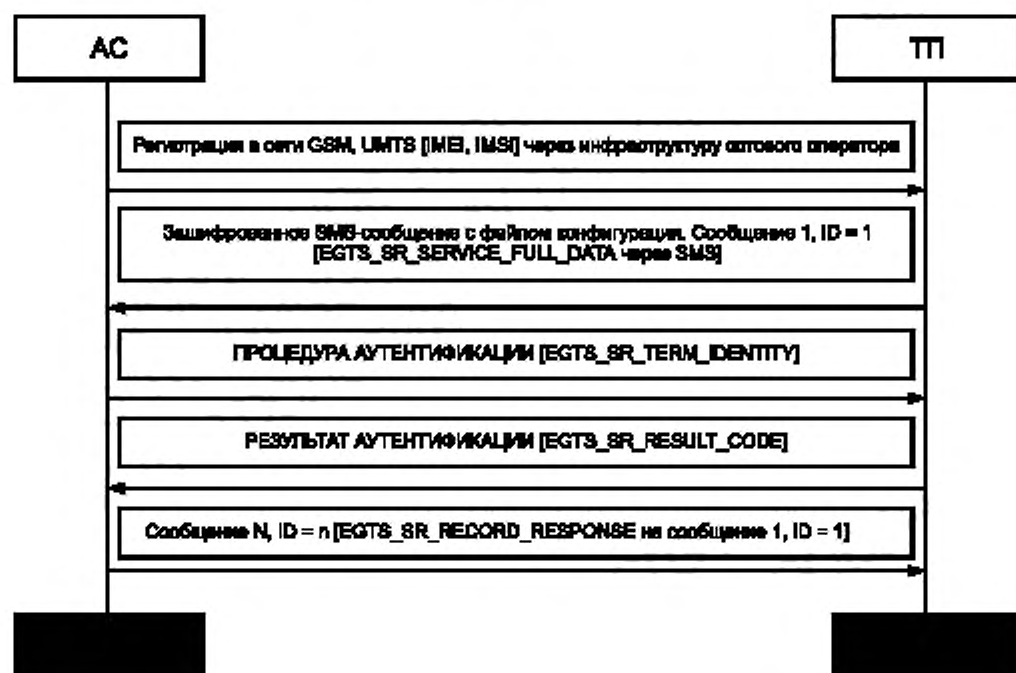 АС
ТП
Регистрация в сети GSM, UMTS [IMEI, IMSI] через инфраструктуру сотового оператора
Зашифрованное SMS-сообщение с файлом конфигурации. Сообщение 1, ID = 1
[EGTS_SR_SERVICE_FULL_DATA через SMS]
ПРОЦЕДУРА АУТЕНТИФИКАЦИИ [EGTS_SR_TERM_IDENTITY]
РЕЗУЛЬТАТ АУТЕНТИФИКАЦИИ [EGTS_SR_RESULT_CODE]
Сообщение N, ID = n [EGTS_SR_RECORD_RESPONSE на сообщение 1, ID = 1]